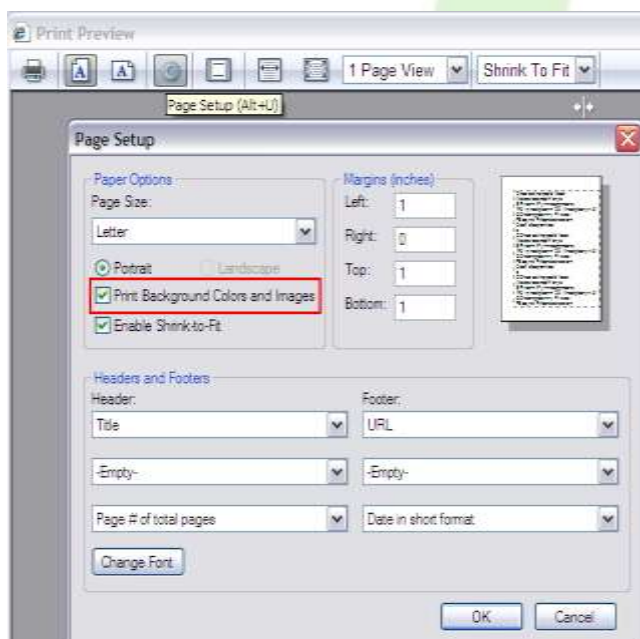 Print Preview
A A 1 Page View Shrink To Fit
Page Setup (Alt+U)
Page Setup
Paper Options
Page Size:
Letter
Portrait Landscape
Print Background Colors and Images
Enable Shrink-to-Fit
Margins (inches)
Left: 1
Right: 0
Top: 1
Bottom: 1
Headers and Footers
Header: Footer:
Title URL
-Empty- -Empty-
Page # of total pages Date in short format
Change Font
OK Cancel